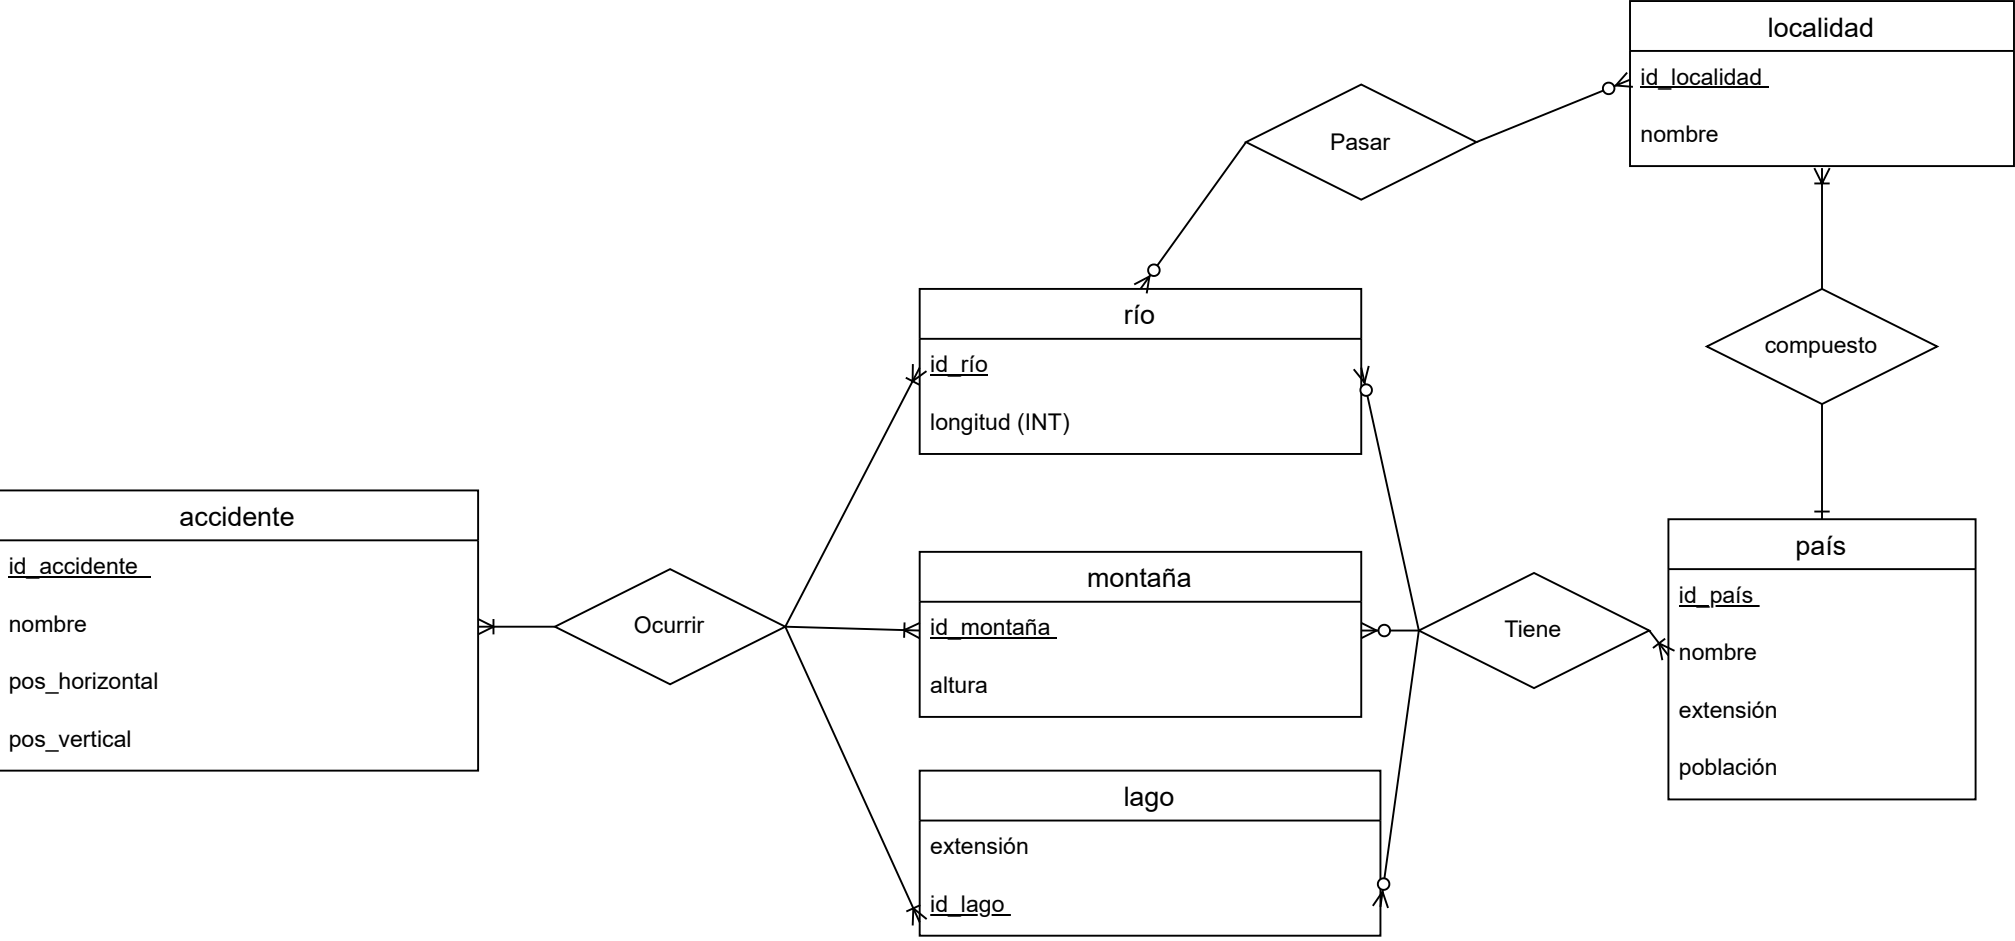 localidad
id_localidad
nombre
Pasar
río
id_río
longitud (INT)
compuesto
accidente
id_accidente
nombre
pos_horizontal
pos_vertical
Ocurrir
montaña
id_montaña
altura
Tiene
país
id_país
nombre
extensión
población
lago
extensión
id_lago